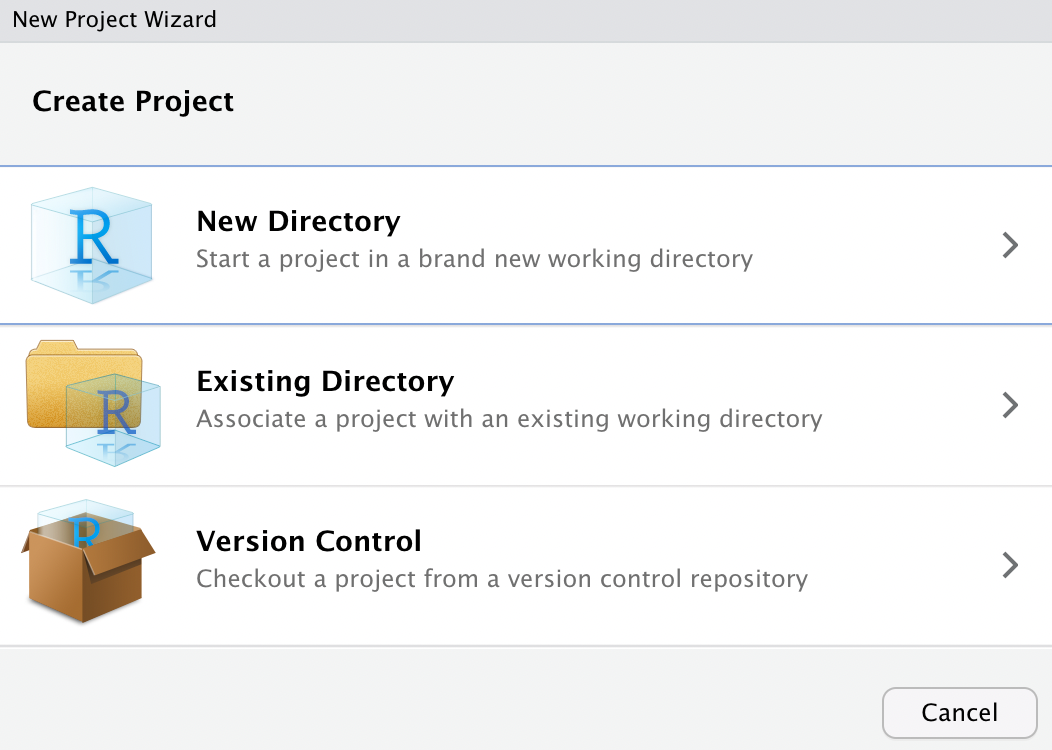 New Project Wizard
Create Project
R
New Directory
Start a project in a brand new working directory
R
Existing Directory
Associate a project with an existing working directory
R
Version Control
Checkout a project from a version control repository
Cancel